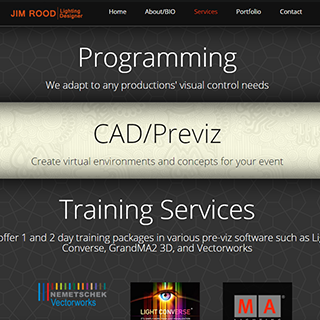 JIM ROOD Lighting Designer
Home About/BIO Services Portfolio Contact
Programming
We adapt to any productions' visual control needs
CAD/Previz
Create virtual environments and concepts for your event
Training Services
offer 1 and 2 day training packages in various pre-viz software such as Li
Converse, GrandMA2 3D, and Vectorworks
NEMETSCHEK
Vectorworks
LIGHT CONVERSE
MA